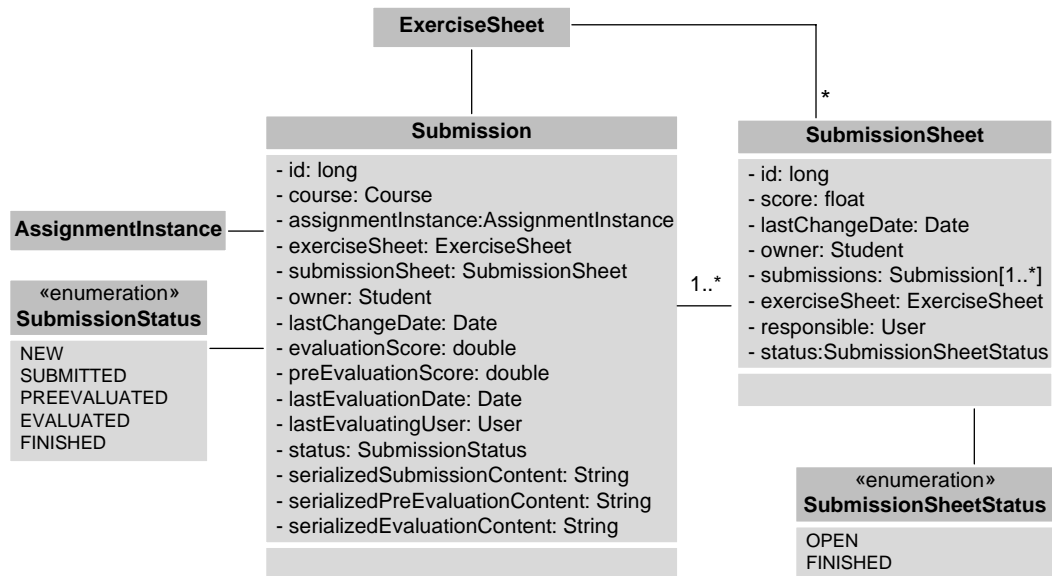 ExerciseSheet
*
Submission
- id: long
- course: Course
- assignmentInstance:AssignmentInstance
- exerciseSheet: ExerciseSheet
- submissionSheet: SubmissionSheet
- owner: Student
- lastChangeDate: Date
- evaluationScore: double
- preEvaluationScore: double
- lastEvaluationDate: Date
- lastEvaluatingUser: User
- status: SubmissionStatus
- serializedSubmissionContent: String
- serializedPreEvaluationContent: String
- serializedEvaluationContent: String
SubmissionSheet
- id: long
- score: float
- lastChangeDate: Date
- owner: Student
- submissions: Submission[1..*]
- exerciseSheet: ExerciseSheet
- responsible: User
- status:SubmissionSheetStatus
AssignmentInstance
1..*
«enumeration»
SubmissionStatus
NEW
SUBMITTED
PREEVALUATED
EVALUATED
FINISHED
«enumeration»
SubmissionSheetStatus
OPEN
FINISHED